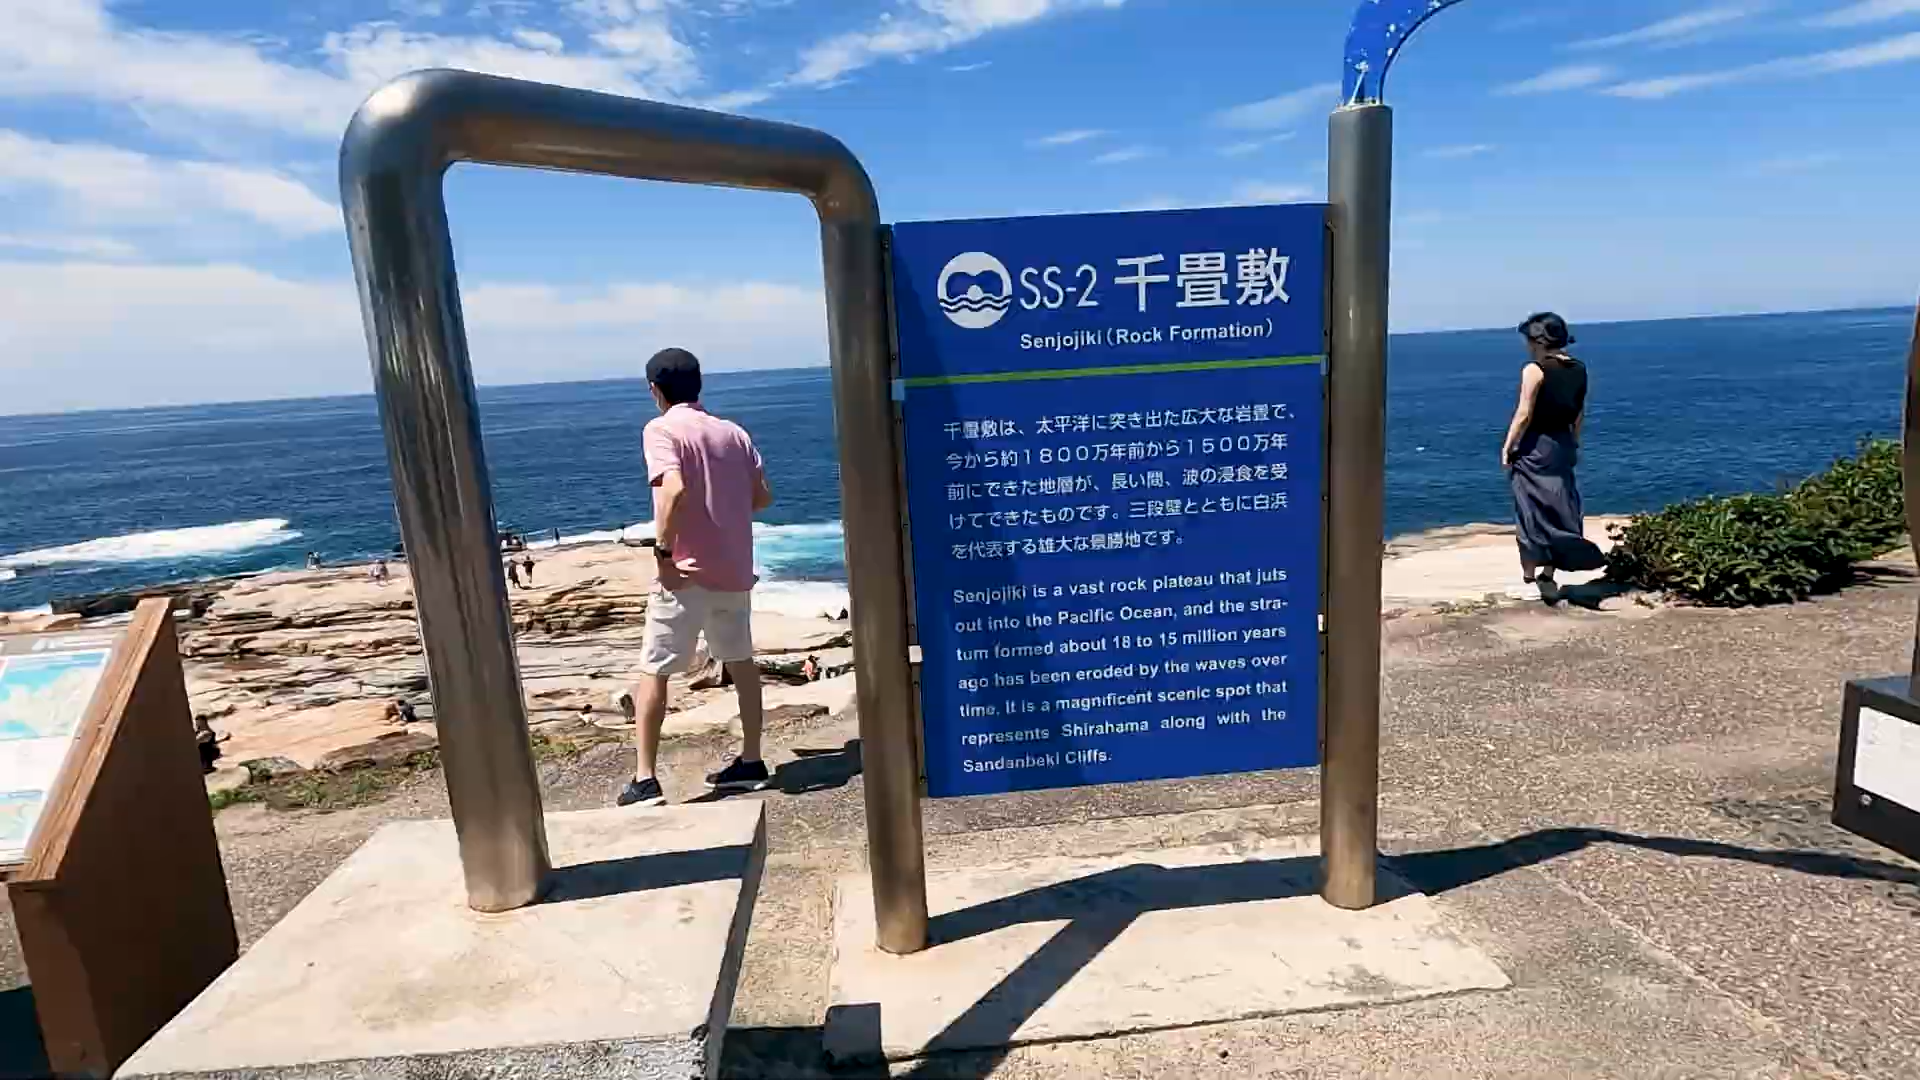 SS-2 千畳敷
Senjojiki (Rock Formation)
千畳敷は、太平洋に突き出た広大な岩畳で、
今から約1800万年前から1500万年
前にできた地層が、長い間、波の浸食を受
けてできたものです。三段壁とともに白浜
を代表する雄大な景勝地です。
Senjojiki is a vast rock plateau that juts
out into the Pacific Ocean, and the stra-
tum formed about 18 to 15 million years
ago has been eroded by the waves over
time. It is a magnificent scenic spot that
represents Shirahama along with the
Sandanbeki Cliffs.